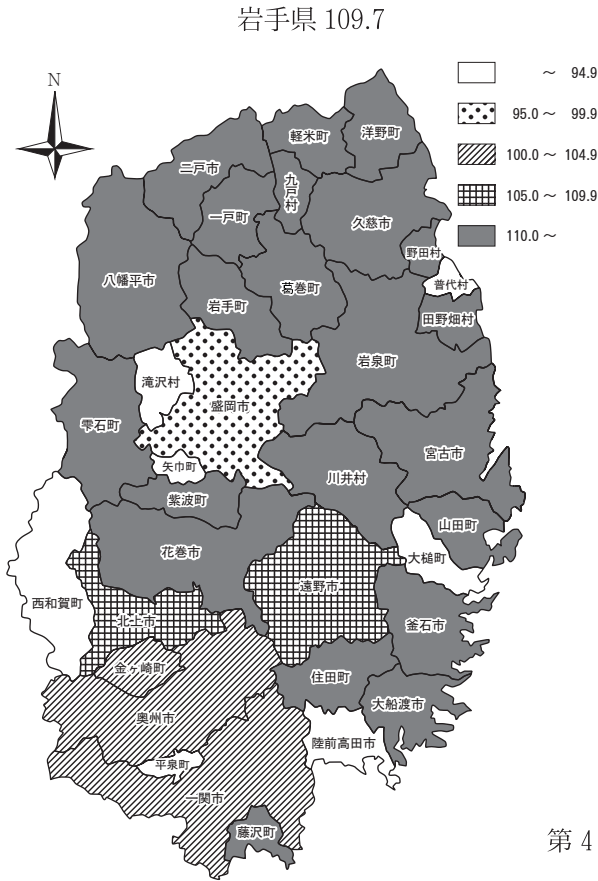 岩手県 109.7
N
～ 94.9
95.0 ～ 99.9
100.0 ～ 104.9
105.0 ～ 109.9
110.0 ～
洋野町
軽米町
二戸市
九戸村
一戸町
久慈市
野田村
普代村
八幡平市
葛巻町
岩手町
田野畑村
岩泉町
滝沢村
盛岡市
雫石町
宮古市
矢巾町
川井村
紫波町
山田町
花巻市
大槌町
遠野市
西和賀町
北上市
釜石市
金ヶ崎町
住田町
大船渡市
奥州市
陸前高田市
平泉町
一関市
藤沢町
第 4